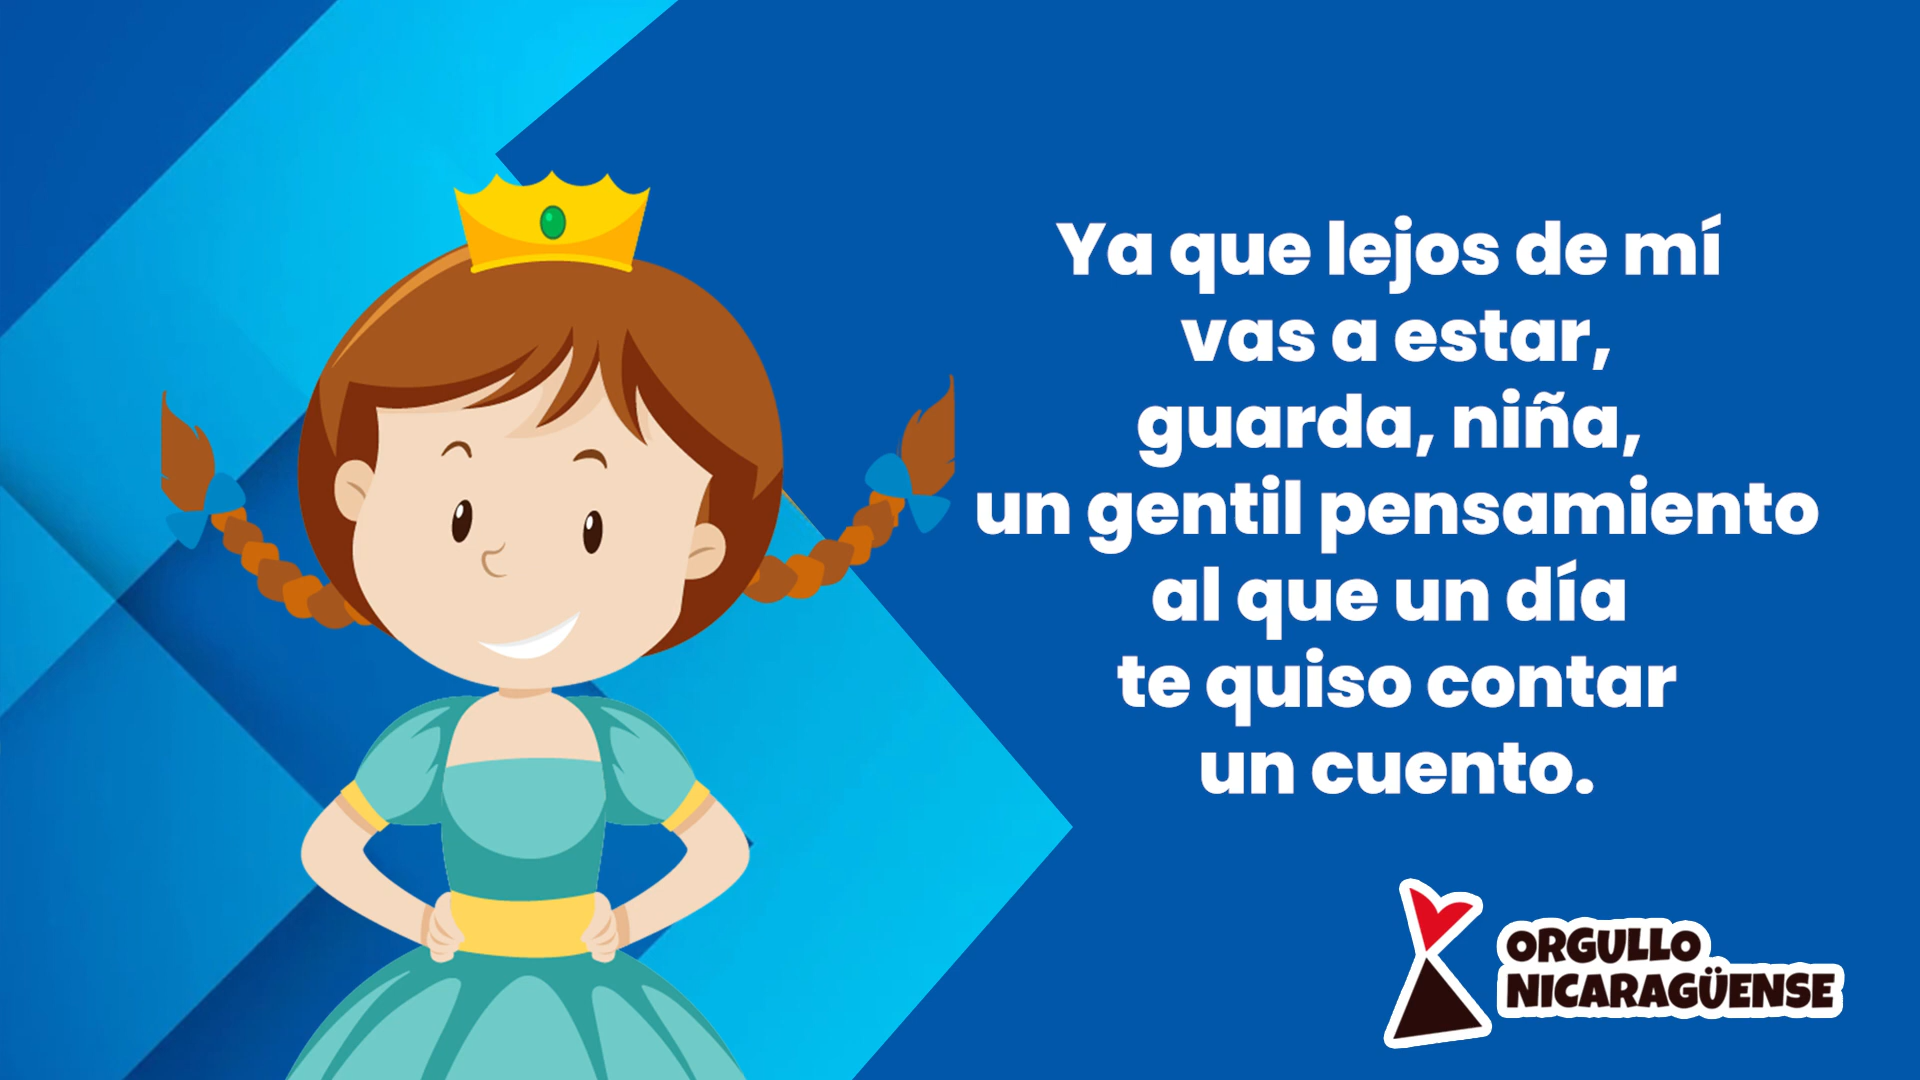 Ya que lejos de mí
vas a estar,
guarda, niña,
un gentil pensamiento
al que un día
te quiso contar
un cuento.
ORGULLO
NICARAGÜENSE